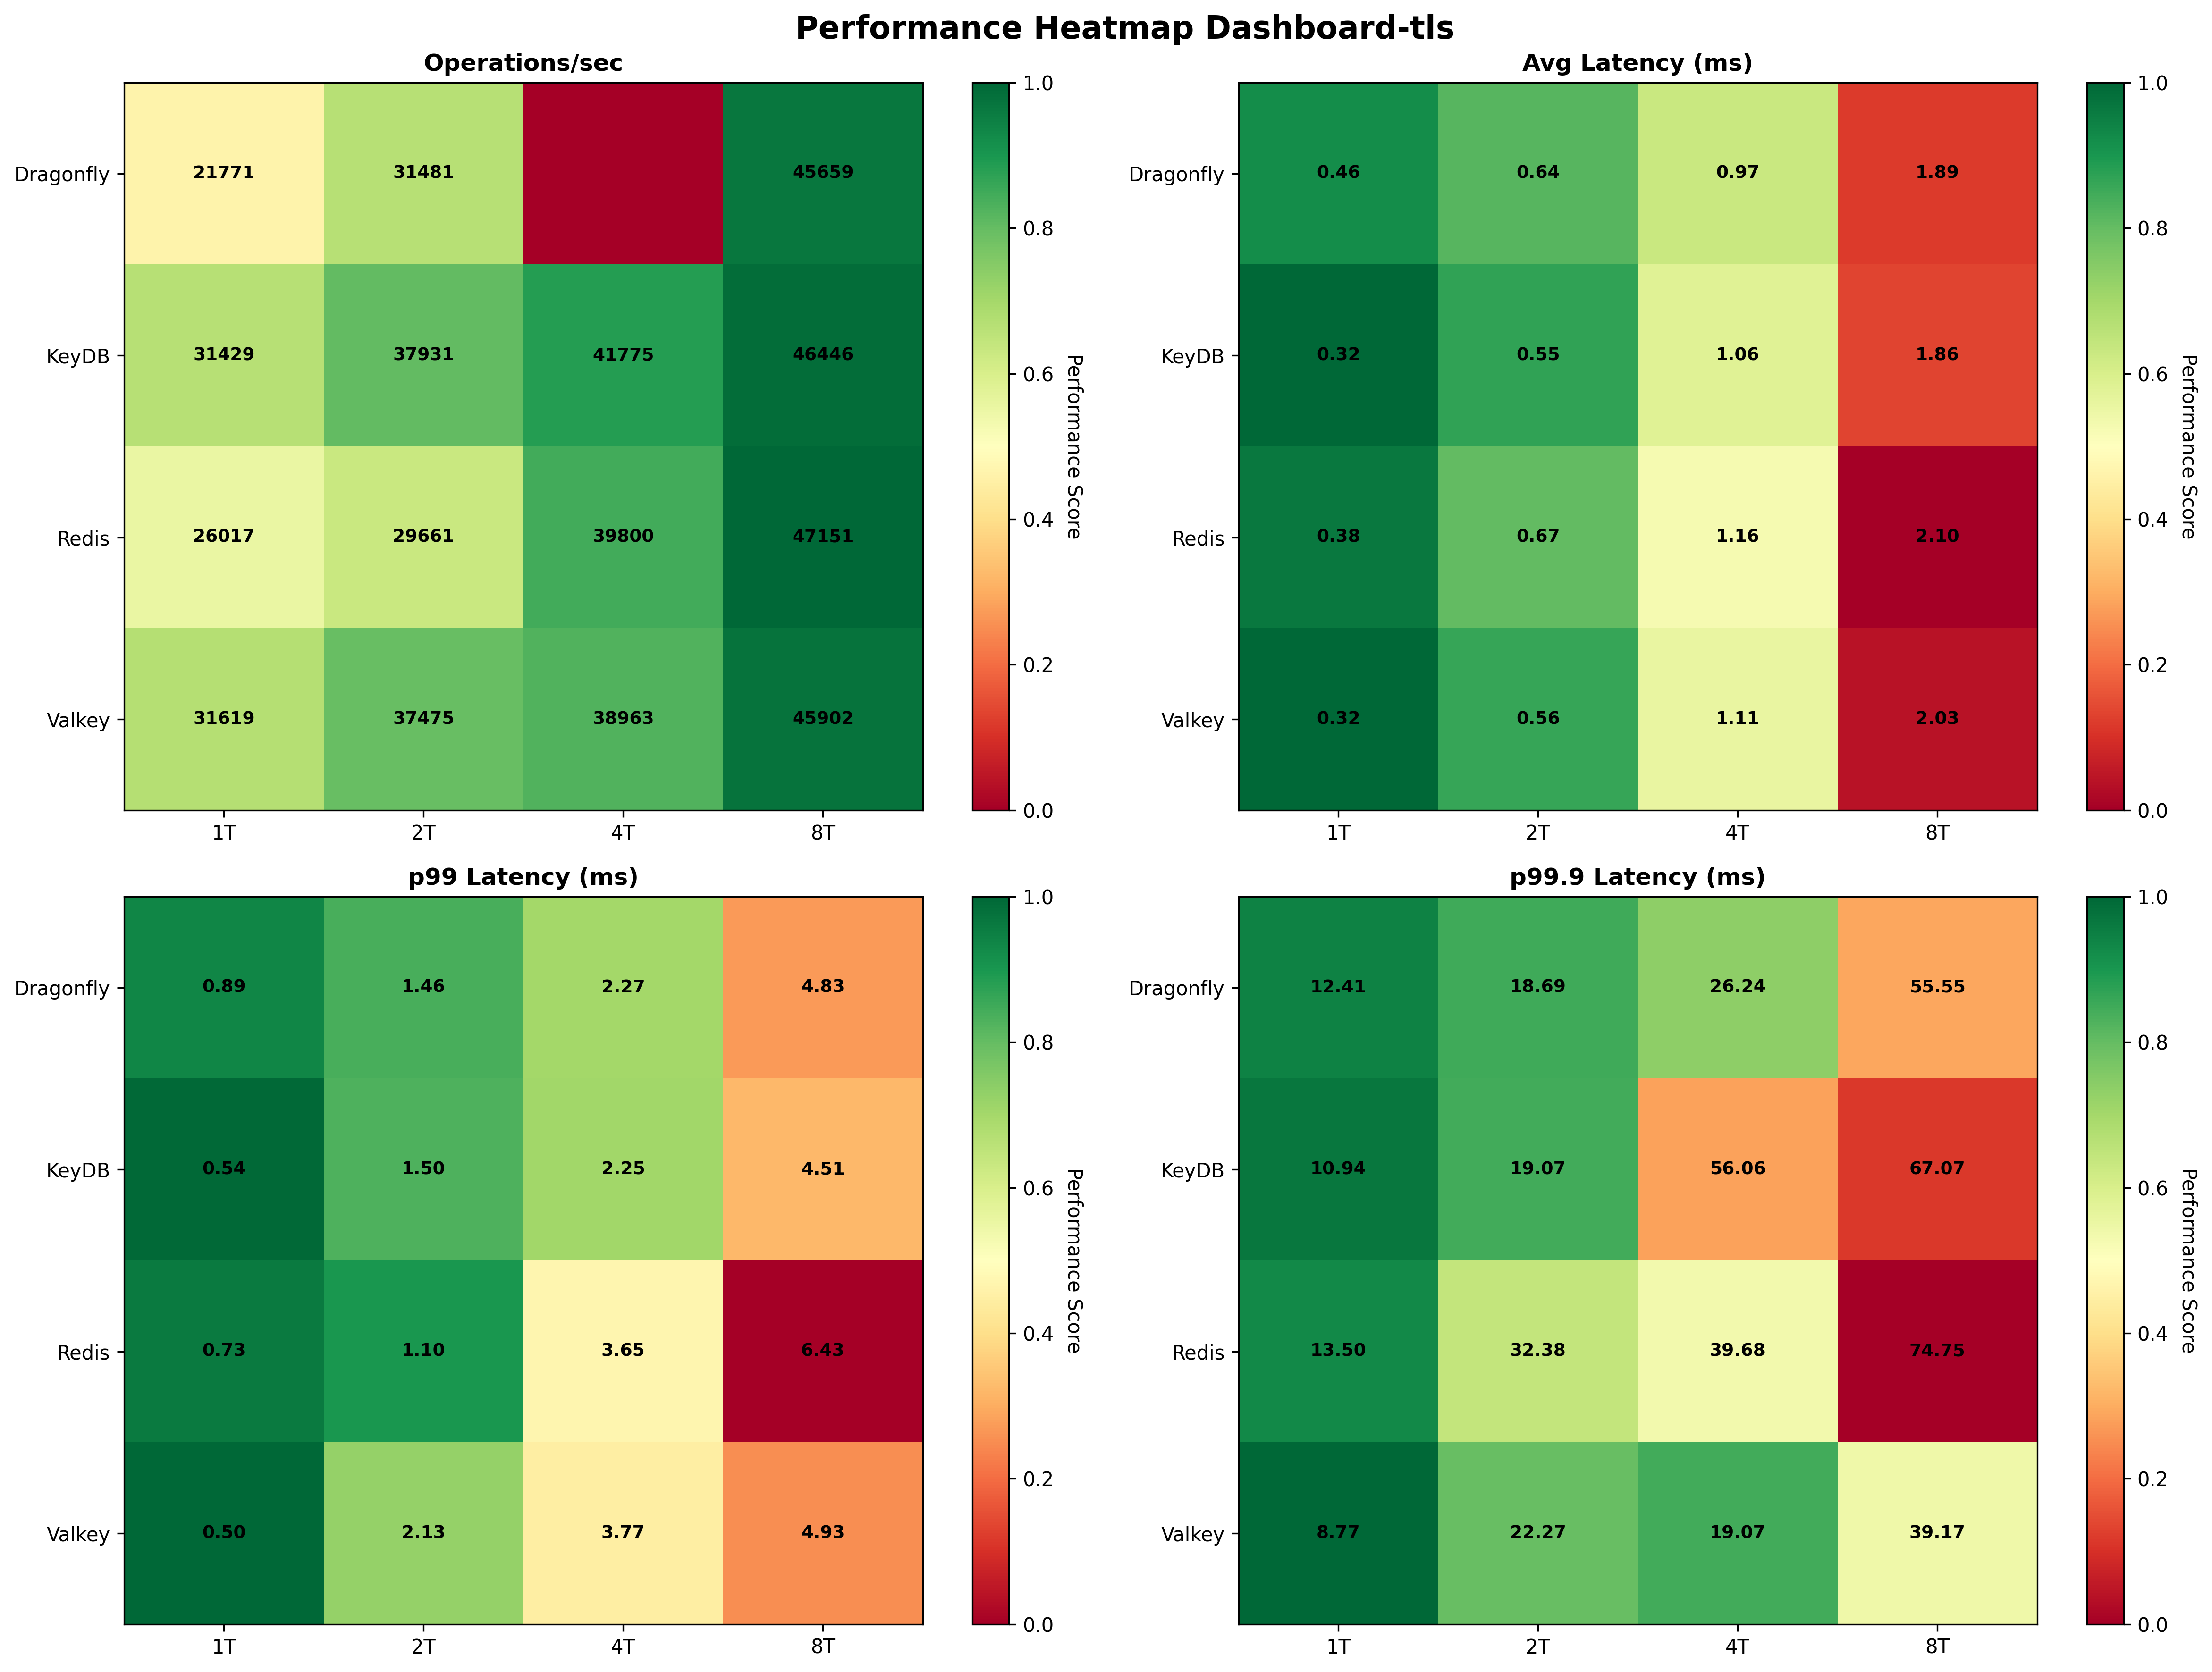 Performance Heatmap Dashboard-tls
Operations/sec
Dragonfly 21771 31481 45659
KeyDB 31429 37931 41775 46446
Redis 26017 29661 39800 47151
Valkey 31619 37475 38963 45902
1T 2T 4T 8T
1.0
0.8
0.6
0.4
0.2
0.0
Performance Score
Avg Latency (ms)
Dragonfly 0.46 0.64 0.97 1.89
KeyDB 0.32 0.55 1.06 1.86
Redis 0.38 0.67 1.16 2.10
Valkey 0.32 0.56 1.11 2.03
1T 2T 4T 8T
1.0
0.8
0.6
0.4
0.2
0.0
Performance Score
p99 Latency (ms)
Dragonfly 0.89 1.46 2.27 4.83
KeyDB 0.54 1.50 2.25 4.51
Redis 0.73 1.10 3.65 6.43
Valkey 0.50 2.13 3.77 4.93
1T 2T 4T 8T
1.0
0.8
0.6
0.4
0.2
0.0
Performance Score
p99.9 Latency (ms)
Dragonfly 12.41 18.69 26.24 55.55
KeyDB 10.94 19.07 56.06 67.07
Redis 13.50 32.38 39.68 74.75
Valkey 8.77 22.27 19.07 39.17
1T 2T 4T 8T
1.0
0.8
0.6
0.4
0.2
0.0
Performance Score